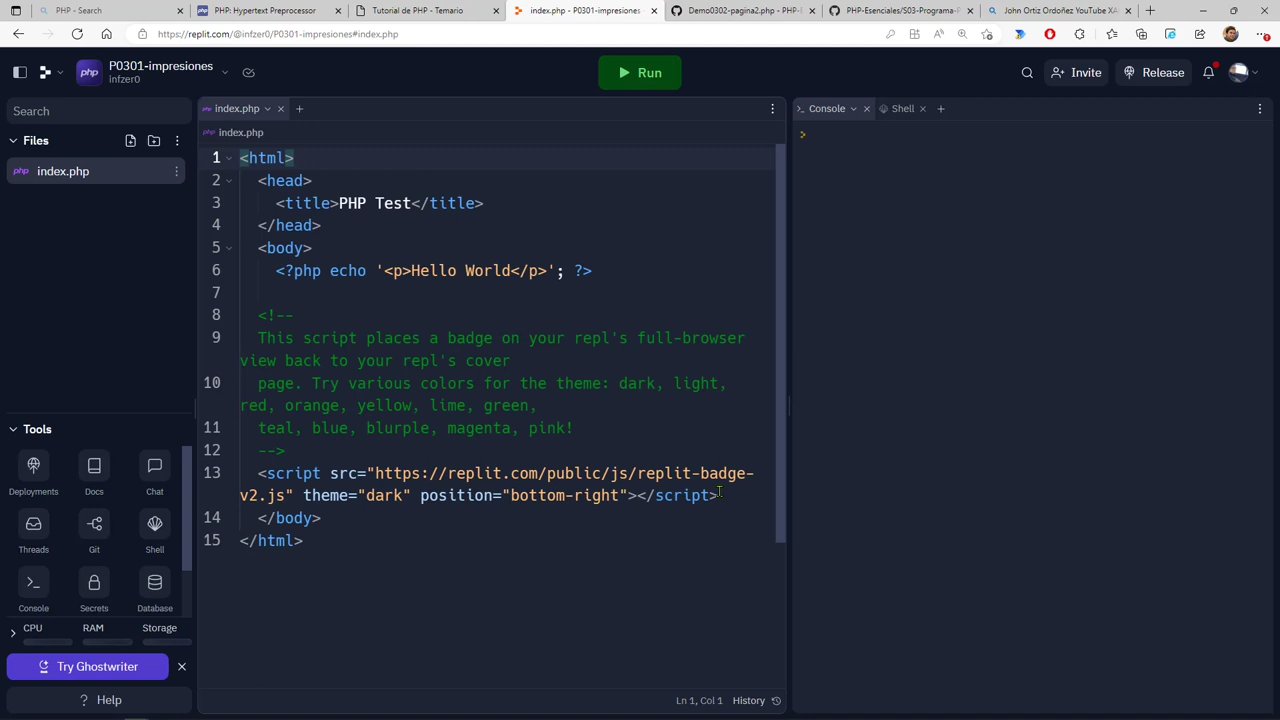 PHP - Search
PHP: Hypertext Preprocessor
Tutorial de PHP - Temario
index.php - P0301-impresiones
Demo0302-pagina2.php · PHP-E
PHP-Esenciales/S03-Programa-P
John Ortiz Ordoñez YouTube XA
https://replit.com/@infzer0/P0301-impresiones#index.php
php
P0301-impresiones
infzer0
Run
Invite
Release
Search
Files
php index.php
php index.php
Console
Shell
php index.php
1 <html>
2 <head>
3 <title>PHP Test</title>
4 </head>
5 <body>
6 <?php echo '<p>Hello World</p>'; ?>
7
8 <!--
9 This script places a badge on your repl's full-browser
view back to your repl's cover
10 page. Try various colors for the theme: dark, light,
red, orange, yellow, lime, green,
11 teal, blue, blurple, magenta, pink!
12 -->
13 <script src="https://replit.com/public/js/replit-badge-
v2.js" theme="dark" position="bottom-right"></script>
14 </body>
15 </html>
Tools
Deployments
Docs
Chat
Threads
Git
Shell
Console
Secrets
Database
CPU
RAM
Storage
Try Ghostwriter
? Help
Ln 1, Col 1
History